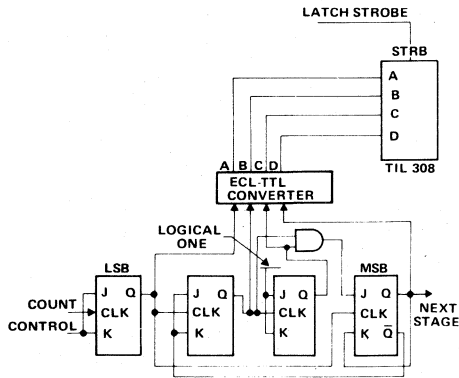 LATCH STROBE
STRB
A
B
C
D
TIL 308
A B C D
ECL-TTL
CONVERTER
LOGICAL
ONE
LSB
MSB
J Q
CLK
K
J Q
CLK
K
J Q
CLK
K
J Q
CLK
K Q̅
COUNT
CONTROL
NEXT
STAGE